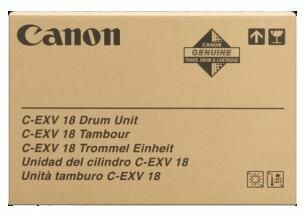 Canon
CANON
GENUINE
TONER, DRUM & CARTRIDGE
C-EXV 18 Drum Unit
C-EXV 18 Tambour
C-EXV 18 Trommel Einheit
Unidad del cilindro C-EXV 18
Unità tamburo C-EXV 18